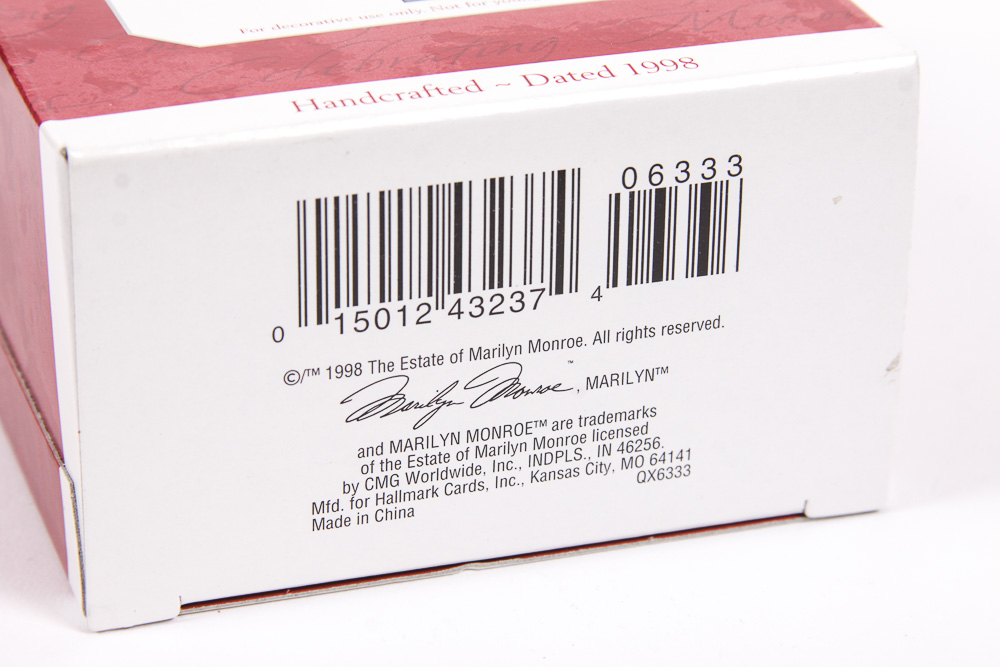 For decorative use only. Not for
Celebrating
Handcrafted ~ Dated 1998
06333
0 15012 43237 4
©/™ 1998 The Estate of Marilyn Monroe. All rights reserved.
Marilyn Monroe™, MARILYN™
and MARILYN MONROE™ are trademarks
of the Estate of Marilyn Monroe licensed
by CMG Worldwide, Inc., INDPLS., IN 46256.
Mfd. for Hallmark Cards, Inc., Kansas City, MO 64141
Made in China QX6333